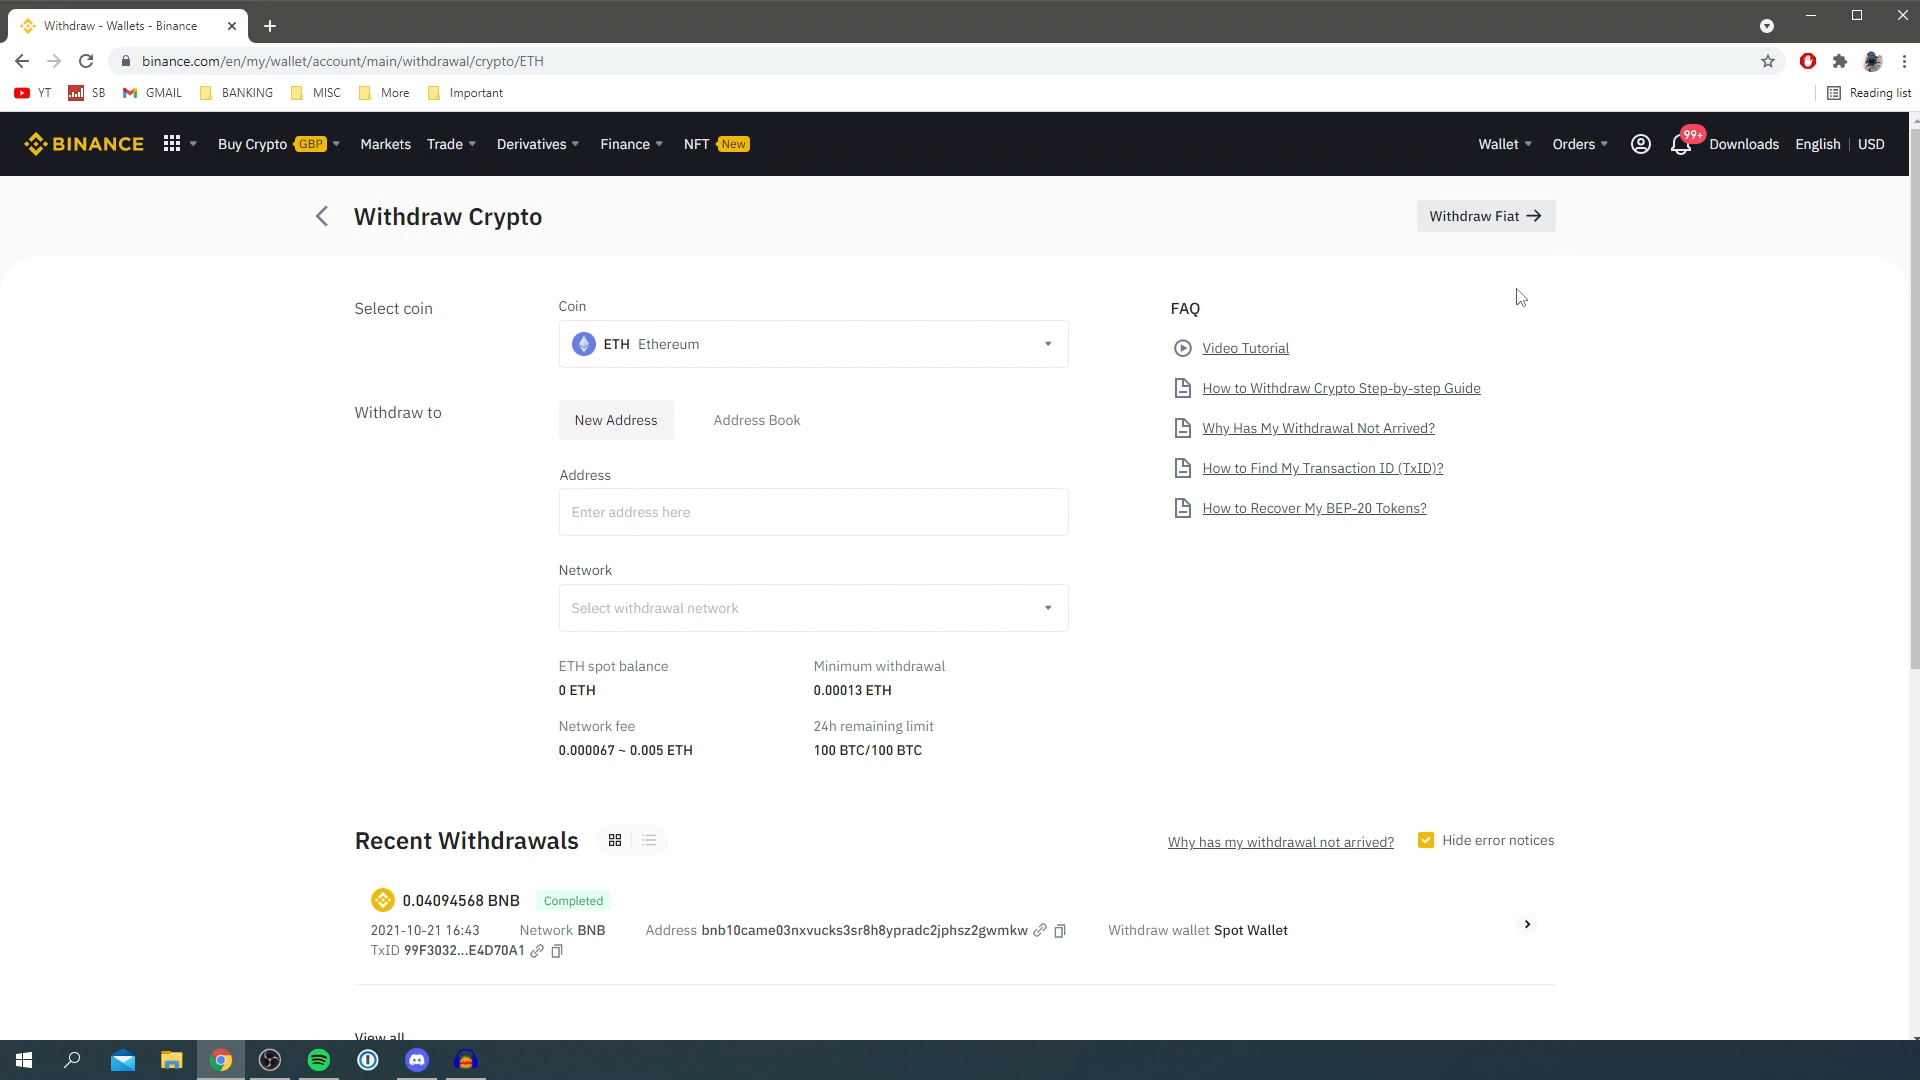 Withdraw - Wallets - Binance
binance.com/en/my/wallet/account/main/withdrawal/crypto/ETH
YT SB GMAIL BANKING MISC More Important Reading list
BINANCE Buy Crypto GBP Markets Trade Derivatives Finance NFT New Wallet Orders 99+ Downloads English USD
Withdraw Crypto
Withdraw Fiat
Select coin
Coin
ETH Ethereum
Withdraw to
New Address Address Book
Address
Enter address here
Network
Select withdrawal network
ETH spot balance
0 ETH
Minimum withdrawal
0.00013 ETH
Network fee
0.000067 ~ 0.005 ETH
24h remaining limit
100 BTC/100 BTC
FAQ
Video Tutorial
How to Withdraw Crypto Step-by-step Guide
Why Has My Withdrawal Not Arrived?
How to Find My Transaction ID (TxID)?
How to Recover My BEP-20 Tokens?
Recent Withdrawals
Why has my withdrawal not arrived?
Hide error notices
0.04094568 BNB Completed
2021-10-21 16:43 Network BNB Address bnb10came03nxvucks3sr8h8ypradc2jphsz2gwmkw Withdraw wallet Spot Wallet
TxID 99F3032...E4D70A1
View all